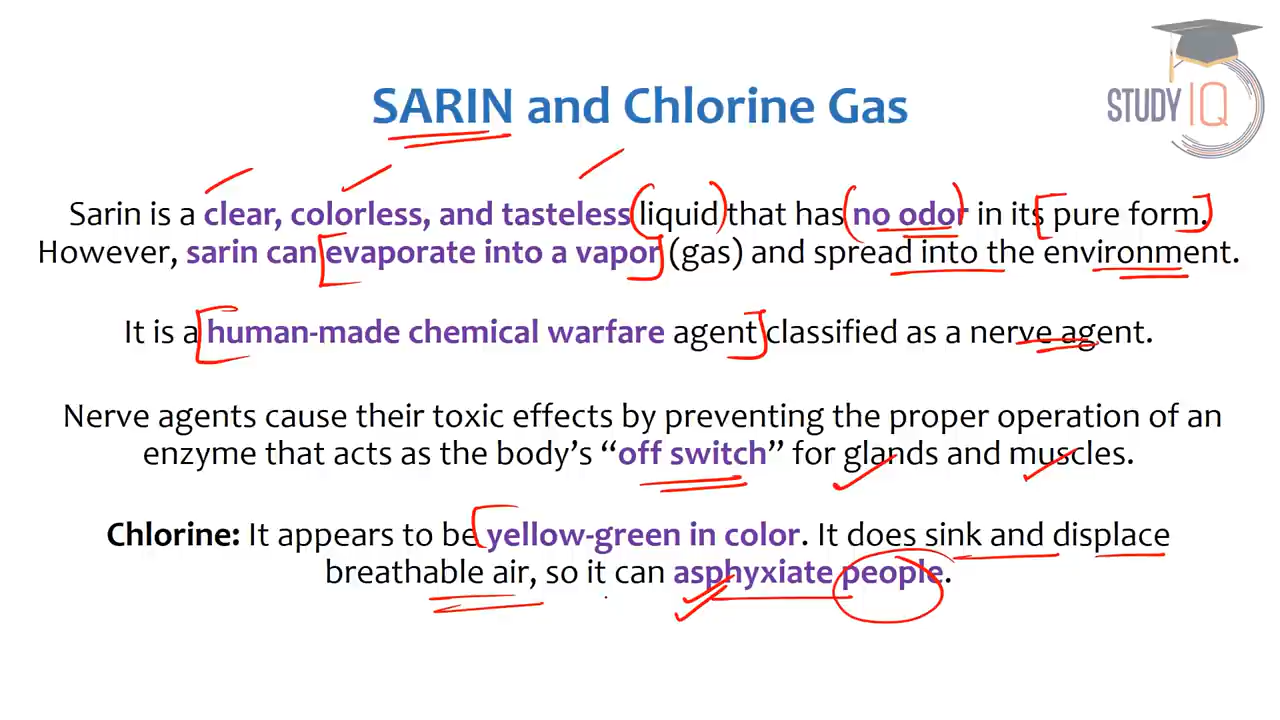 STUDY IQ
SARIN and Chlorine Gas
Sarin is a clear, colorless, and tasteless liquid that has no odor in its pure form.
However, sarin can evaporate into a vapor (gas) and spread into the environment.
It is a human-made chemical warfare agent classified as a nerve agent.
Nerve agents cause their toxic effects by preventing the proper operation of an
enzyme that acts as the body’s “off switch” for glands and muscles.
Chlorine: It appears to be yellow-green in color. It does sink and displace
breathable air, so it can asphyxiate people.